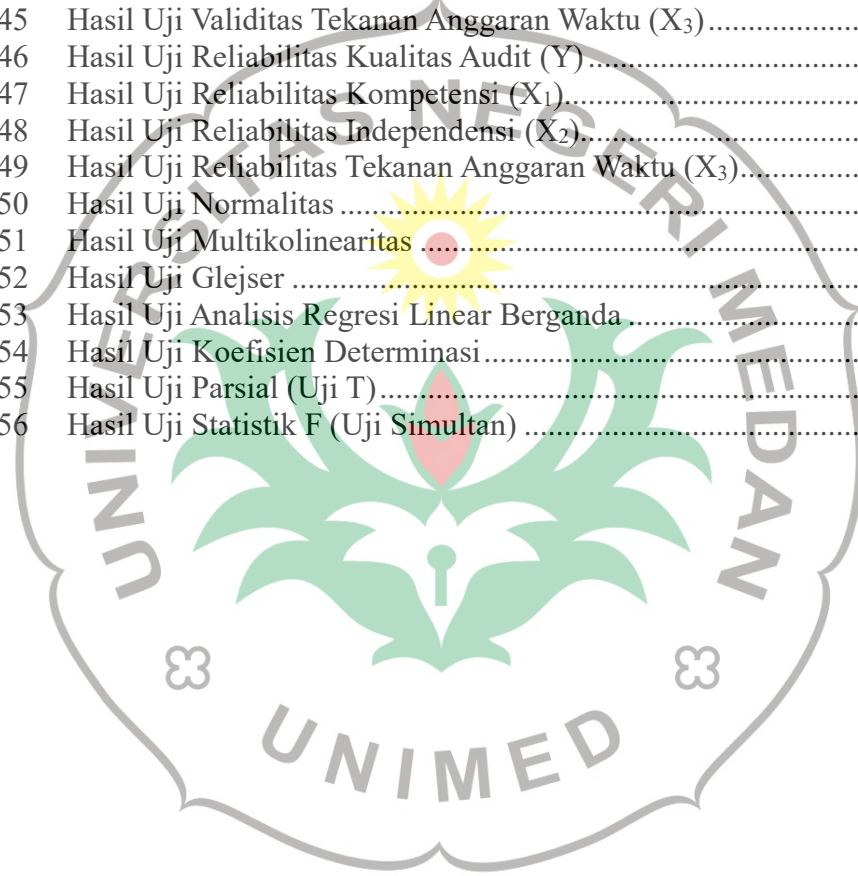 45 Hasil Uji Validitas Tekanan Anggaran Waktu (X₃)....................
46 Hasil Uji Reliabilitas Kualitas Audit (Y)....................................
47 Hasil Uji Reliabilitas Kompetensi (X₁).......................................
48 Hasil Uji Reliabilitas Independensi (X₂).....................................
49 Hasil Uji Reliabilitas Tekanan Anggaran Waktu (X₃)................
50 Hasil Uji Normalitas....................................................................
51 Hasil Uji Multikolinearitas..........................................................
52 Hasil Uji Glejser..........................................................................
53 Hasil Uji Analisis Regresi Linear Berganda...............................
54 Hasil Uji Koefisien Determinasi..................................................
55 Hasil Uji Parsial (Uji T)...............................................................
56 Hasil Uji Statistik F (Uji Simultan).............................................
UNIVERSITAS NEGERI MEDAN
UNIMED